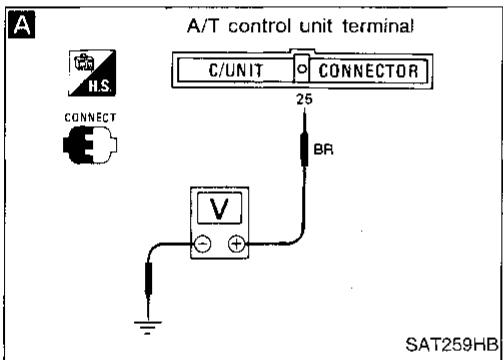 A
A/T control unit terminal
C/UNIT CONNECTOR
H.S.
25
CONNECT
BR
V
SAT259HB